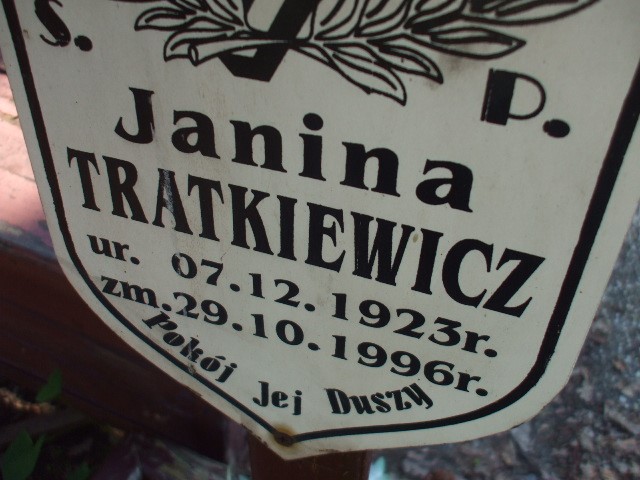 Ś. P.
Janina
TRATKIEWICZ
ur. 07.12.1923r.
zm.29.10.1996r.
Pokój Jej Duszy